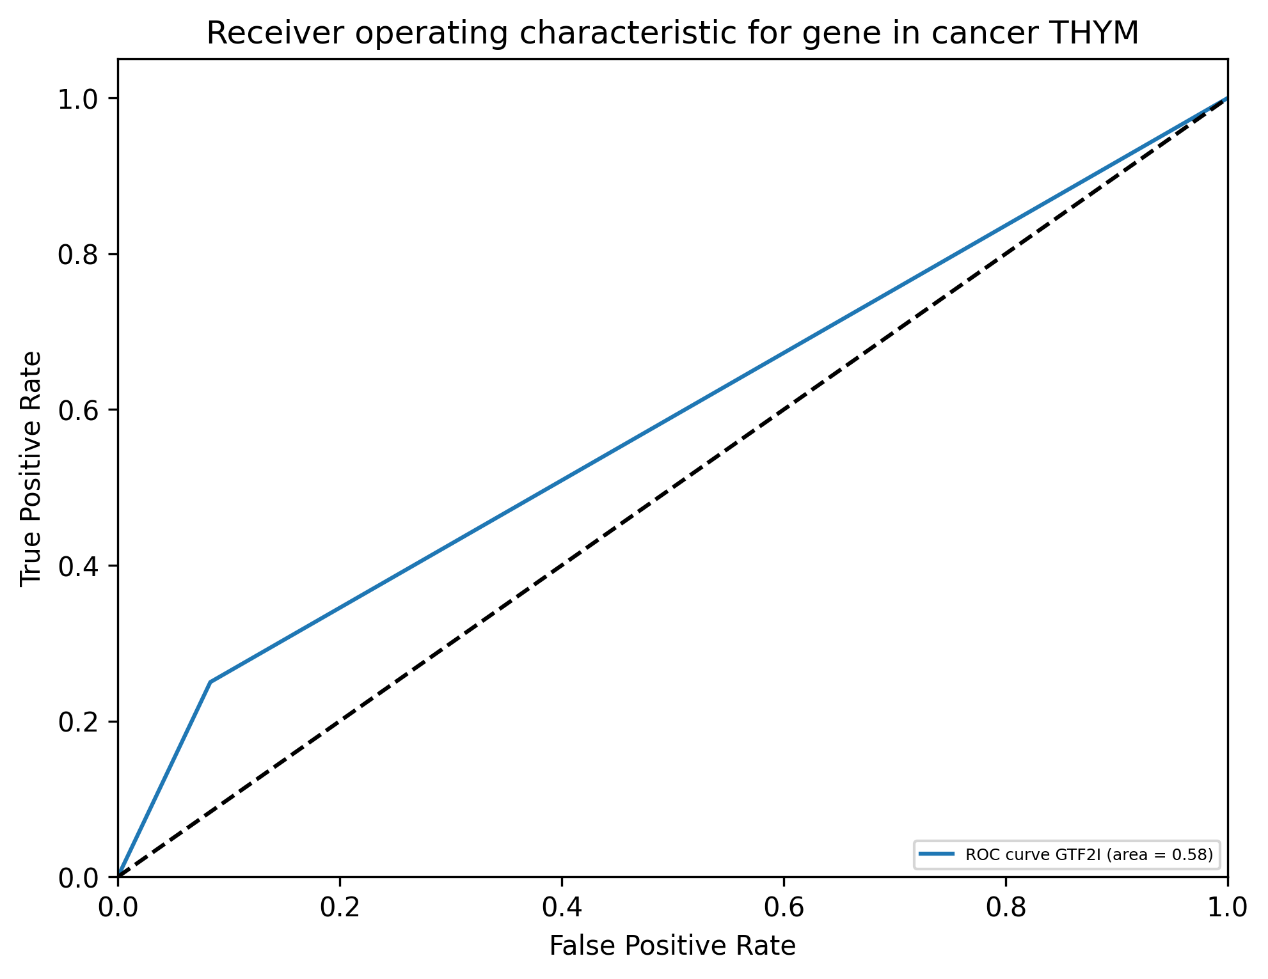 Receiver operating characteristic for gene in cancer THYM
1.0
0.8
0.6
0.4
0.2
0.0
True Positive Rate
ROC curve GTF2I (area = 0.58)
0.0 0.2 0.4 0.6 0.8 1.0
False Positive Rate